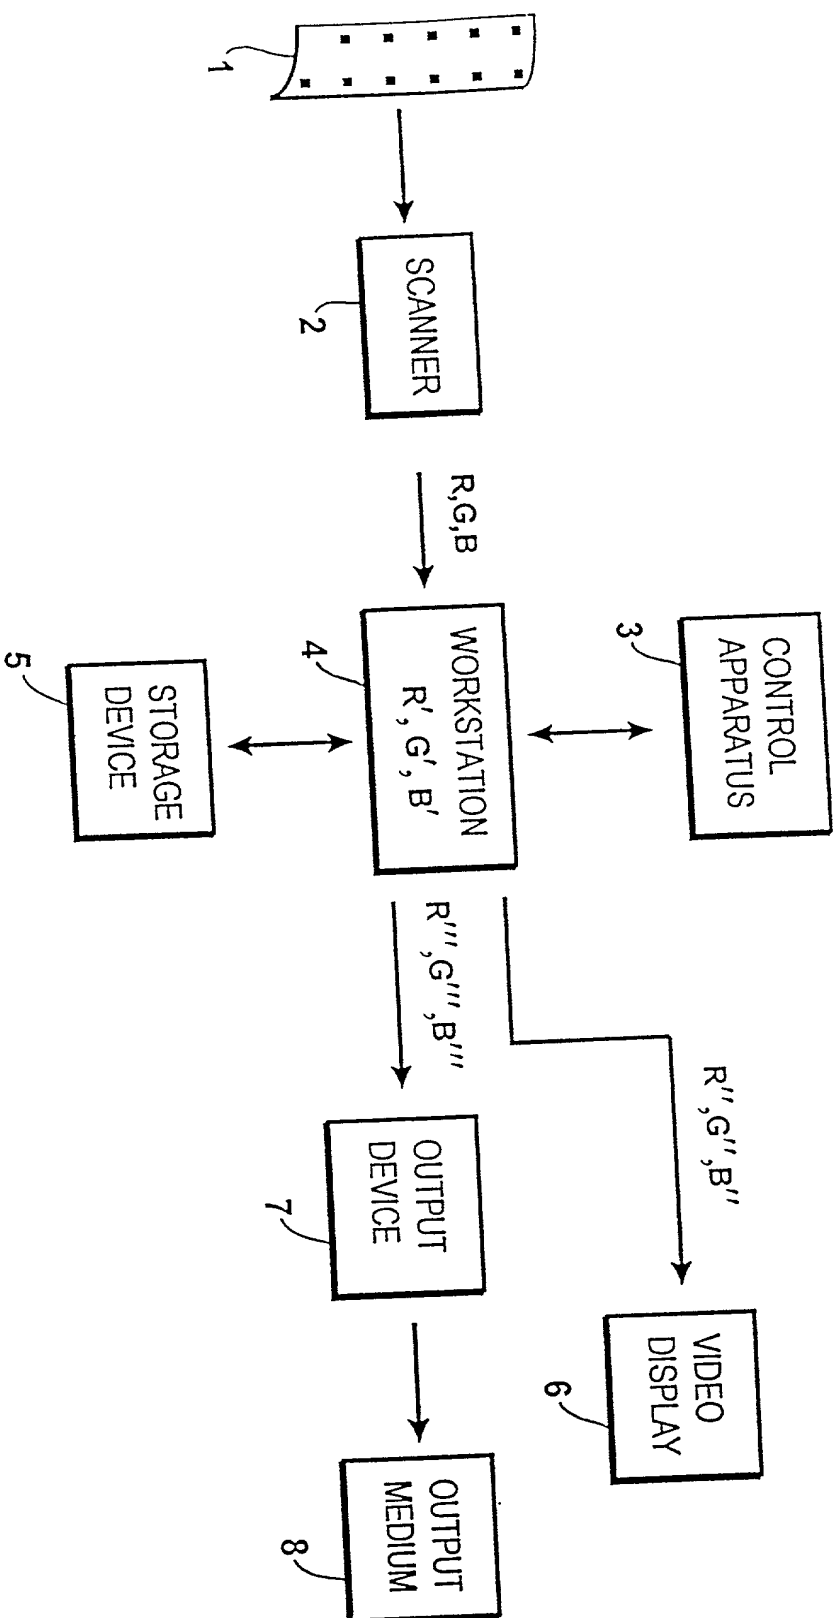 1
SCANNER
2
R,G,B
CONTROL
APPARATUS
3
WORKSTATION
R′, G′, B′
4
STORAGE
DEVICE
5
R″,G″,B″
VIDEO
DISPLAY
6
R‴,G‴,B‴
OUTPUT
DEVICE
7
OUTPUT
MEDIUM
8